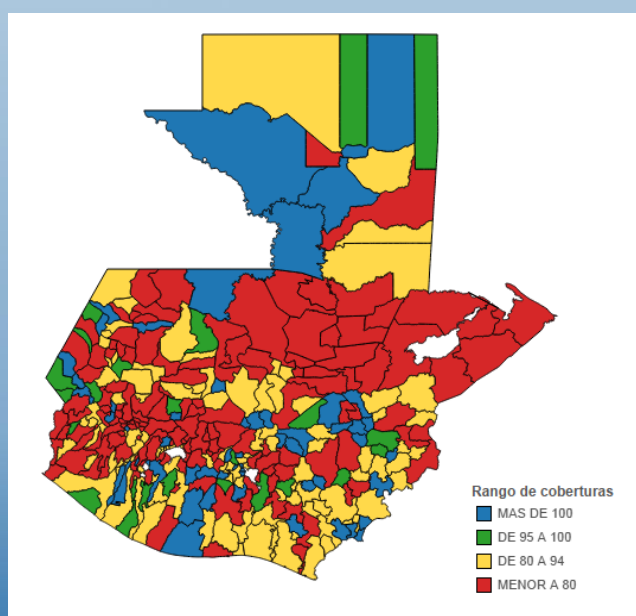 Rango de coberturas
MAS DE 100
DE 95 A 100
DE 80 A 94
MENOR A 80